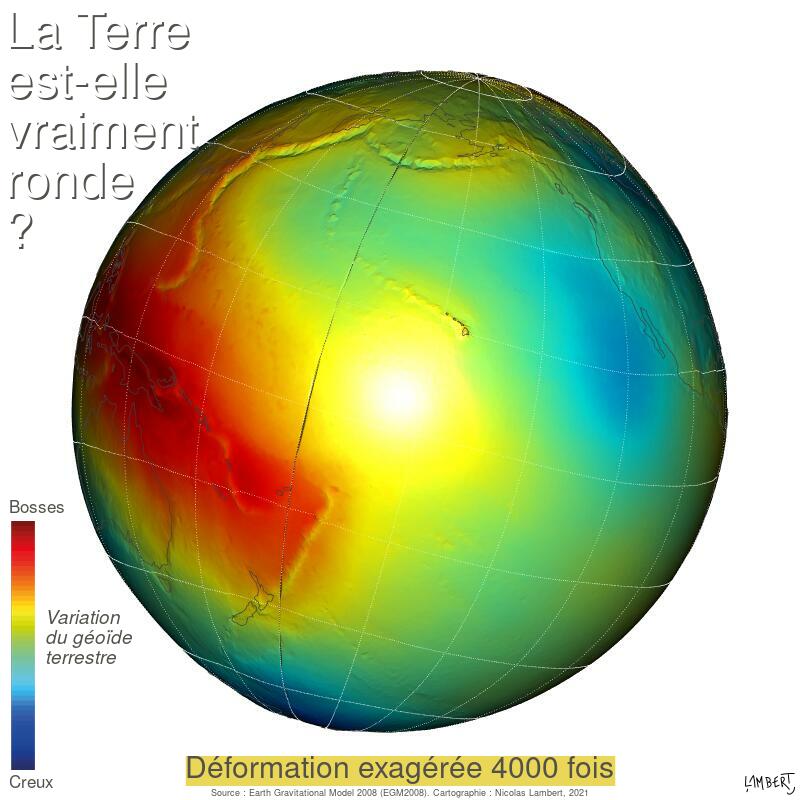 La Terre
est-elle
vraiment
ronde
?
Bosses
Variation
du géoïde
terrestre
Creux
Déformation exagérée 4000 fois
Source : Earth Gravitational Model 2008 (EGM2008). Cartographie : Nicolas Lambert, 2021
LAMBERT